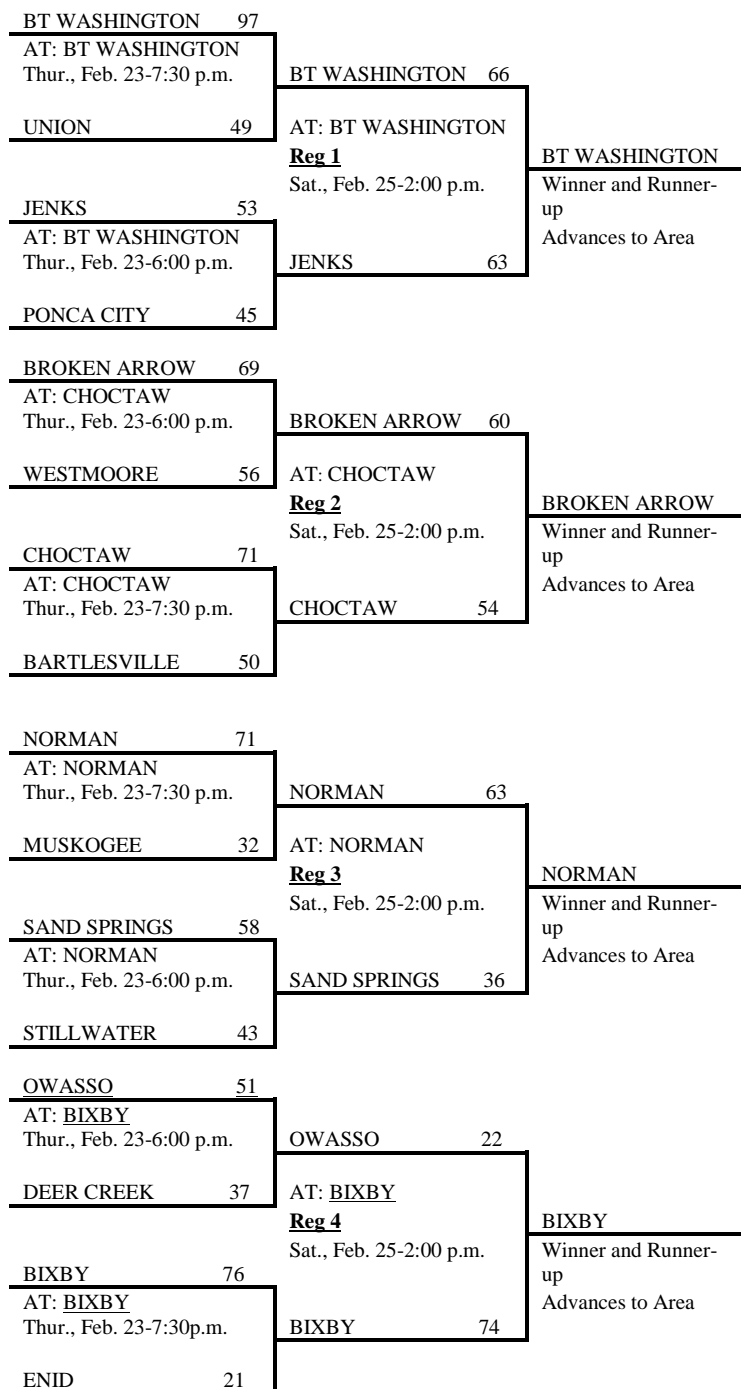 BT WASHINGTON 97
AT: BT WASHINGTON
Thur., Feb. 23-7:30 p.m.
BT WASHINGTON 66
UNION 49
AT: BT WASHINGTON
Reg 1
BT WASHINGTON
Sat., Feb. 25-2:00 p.m.
Winner and Runner-
up
JENKS 53
AT: BT WASHINGTON
Advances to Area
Thur., Feb. 23-6:00 p.m.
JENKS 63
PONCA CITY 45
BROKEN ARROW 69
AT: CHOCTAW
Thur., Feb. 23-6:00 p.m.
BROKEN ARROW 60
WESTMOORE 56
AT: CHOCTAW
Reg 2
BROKEN ARROW
Sat., Feb. 25-2:00 p.m.
Winner and Runner-
up
CHOCTAW 71
AT: CHOCTAW
Advances to Area
Thur., Feb. 23-7:30 p.m.
CHOCTAW 54
BARTLESVILLE 50
NORMAN 71
AT: NORMAN
Thur., Feb. 23-7:30 p.m.
NORMAN 63
MUSKOGEE 32
AT: NORMAN
Reg 3
NORMAN
Sat., Feb. 25-2:00 p.m.
Winner and Runner-
up
SAND SPRINGS 58
AT: NORMAN
Advances to Area
Thur., Feb. 23-6:00 p.m.
SAND SPRINGS 36
STILLWATER 43
OWASSO 51
AT: BIXBY
Thur., Feb. 23-6:00 p.m.
OWASSO 22
DEER CREEK 37
AT: BIXBY
Reg 4
BIXBY
Sat., Feb. 25-2:00 p.m.
Winner and Runner-
up
BIXBY 76
AT: BIXBY
Advances to Area
Thur., Feb. 23-7:30p.m.
BIXBY 74
ENID 21